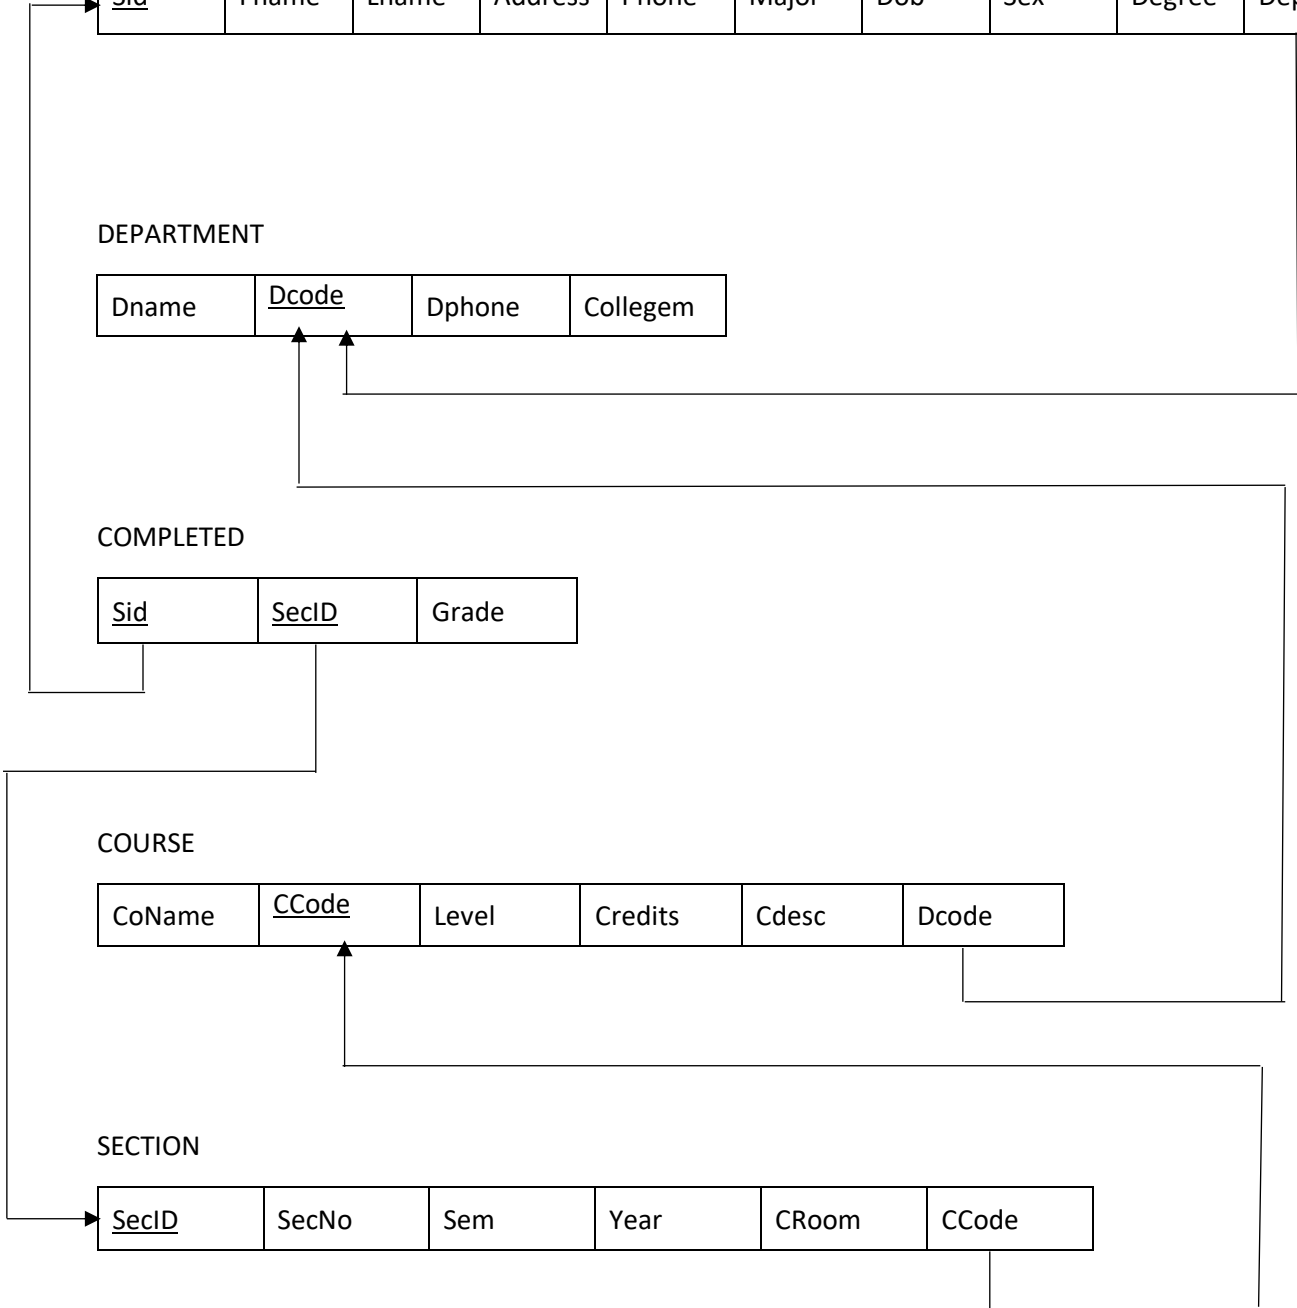 Sid Fname Lname Address Phone Major Dob Sex Degree
DEPARTMENT
Dname Dcode Dphone Collegem
COMPLETED
Sid SecID Grade
COURSE
CoName CCode Level Credits Cdesc Dcode
SECTION
SecID SecNo Sem Year CRoom CCode